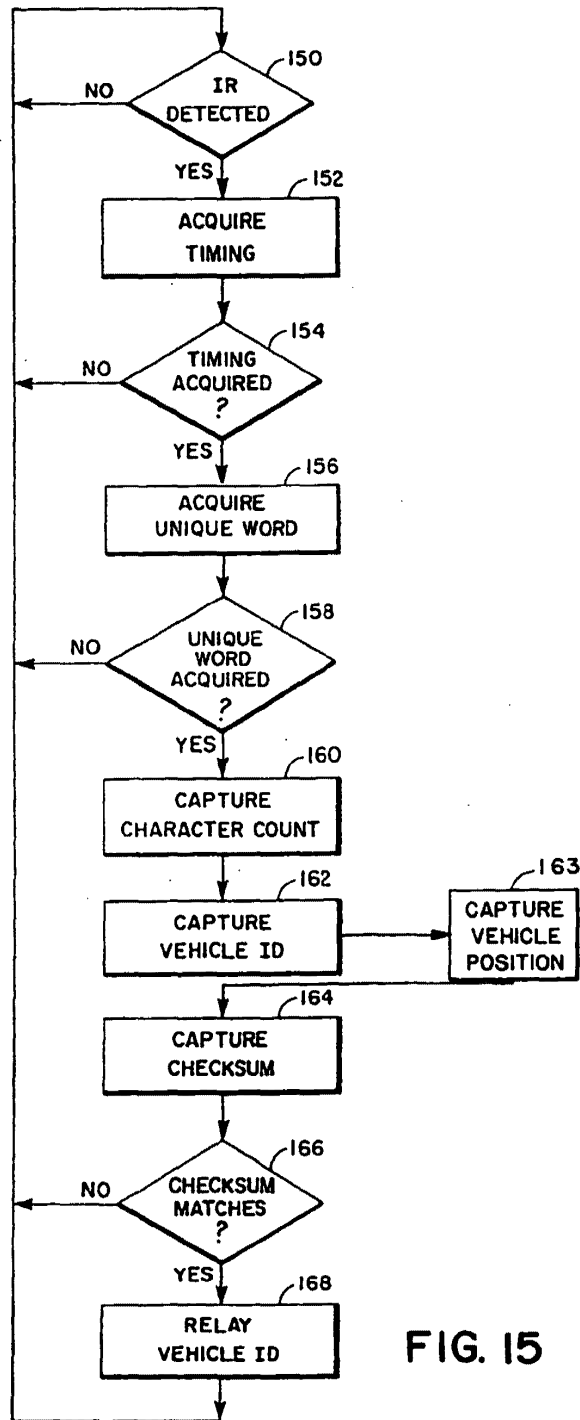 150
IR
DETECTED
NO
YES
152
ACQUIRE
TIMING
154
TIMING
ACQUIRED
?
NO
YES
156
ACQUIRE
UNIQUE WORD
158
UNIQUE
WORD
ACQUIRED
?
NO
YES
160
CAPTURE
CHARACTER COUNT
162
CAPTURE
VEHICLE ID
163
CAPTURE
VEHICLE
POSITION
164
CAPTURE
CHECKSUM
166
CHECKSUM
MATCHES
?
NO
YES
168
RELAY
VEHICLE ID
FIG. 15